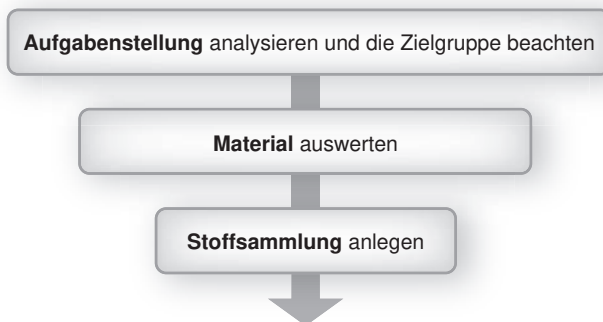 Aufgabenstellung analysieren und die Zielgruppe beachten
Material auswerten
Stoffsammlung anlegen